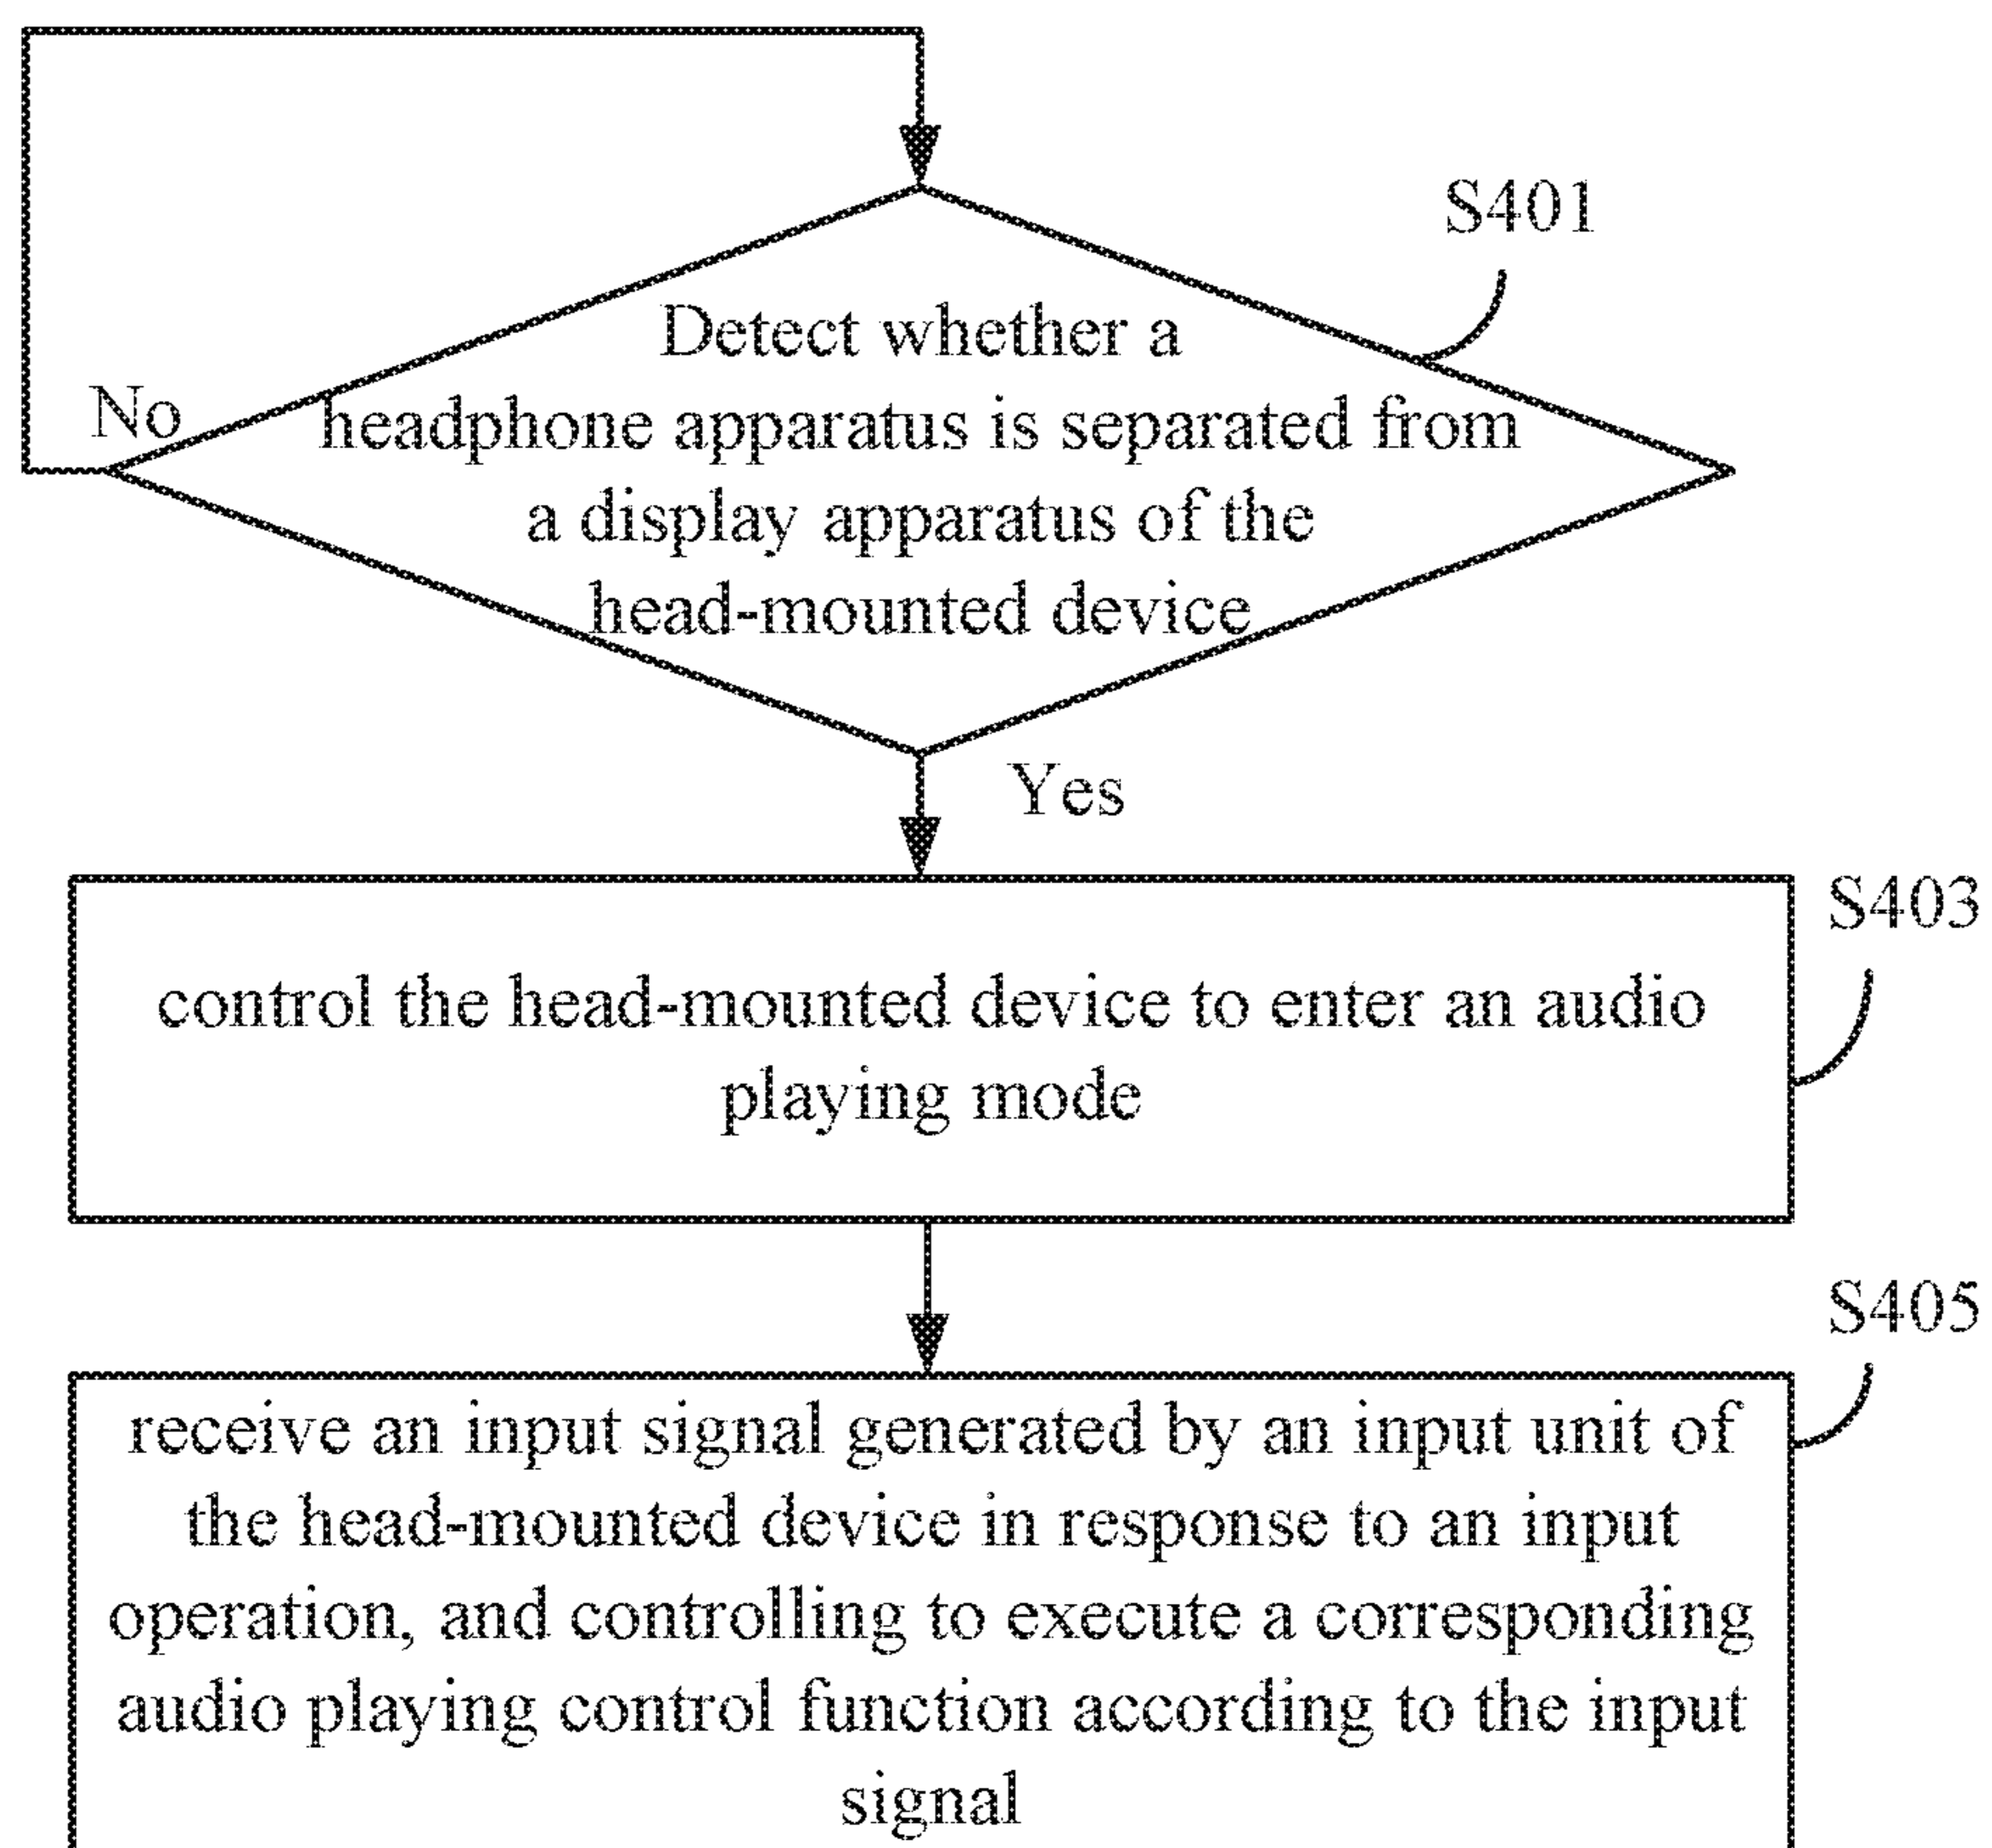 S401
Detect whether a
headphone apparatus is separated from
a display apparatus of the
head-mounted device
No
Yes
S403
control the head-mounted device to enter an audio
playing mode
S405
receive an input signal generated by an input unit of
the head-mounted device in response to an input
operation, and controlling to execute a corresponding
audio playing control function according to the input
signal